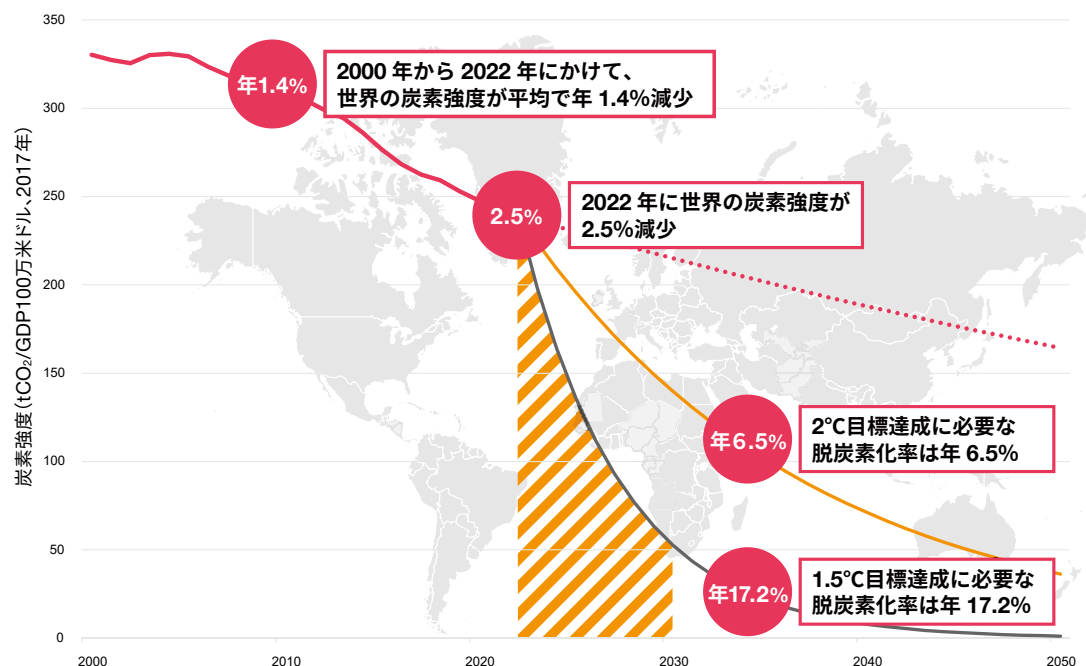 炭素強度(tCO₂/GDP100万米ドル、2017年)
350
300
250
200
150
100
50
0
年1.4%
2000 年から 2022 年にかけて、
世界の炭素強度が平均で年 1.4%減少
2.5%
2022 年に世界の炭素強度が
2.5%減少
年6.5%
2℃目標達成に必要な
脱炭素化率は年 6.5%
年17.2%
1.5℃目標達成に必要な
脱炭素化率は年 17.2%
2000
2010
2020
2030
2040
2050